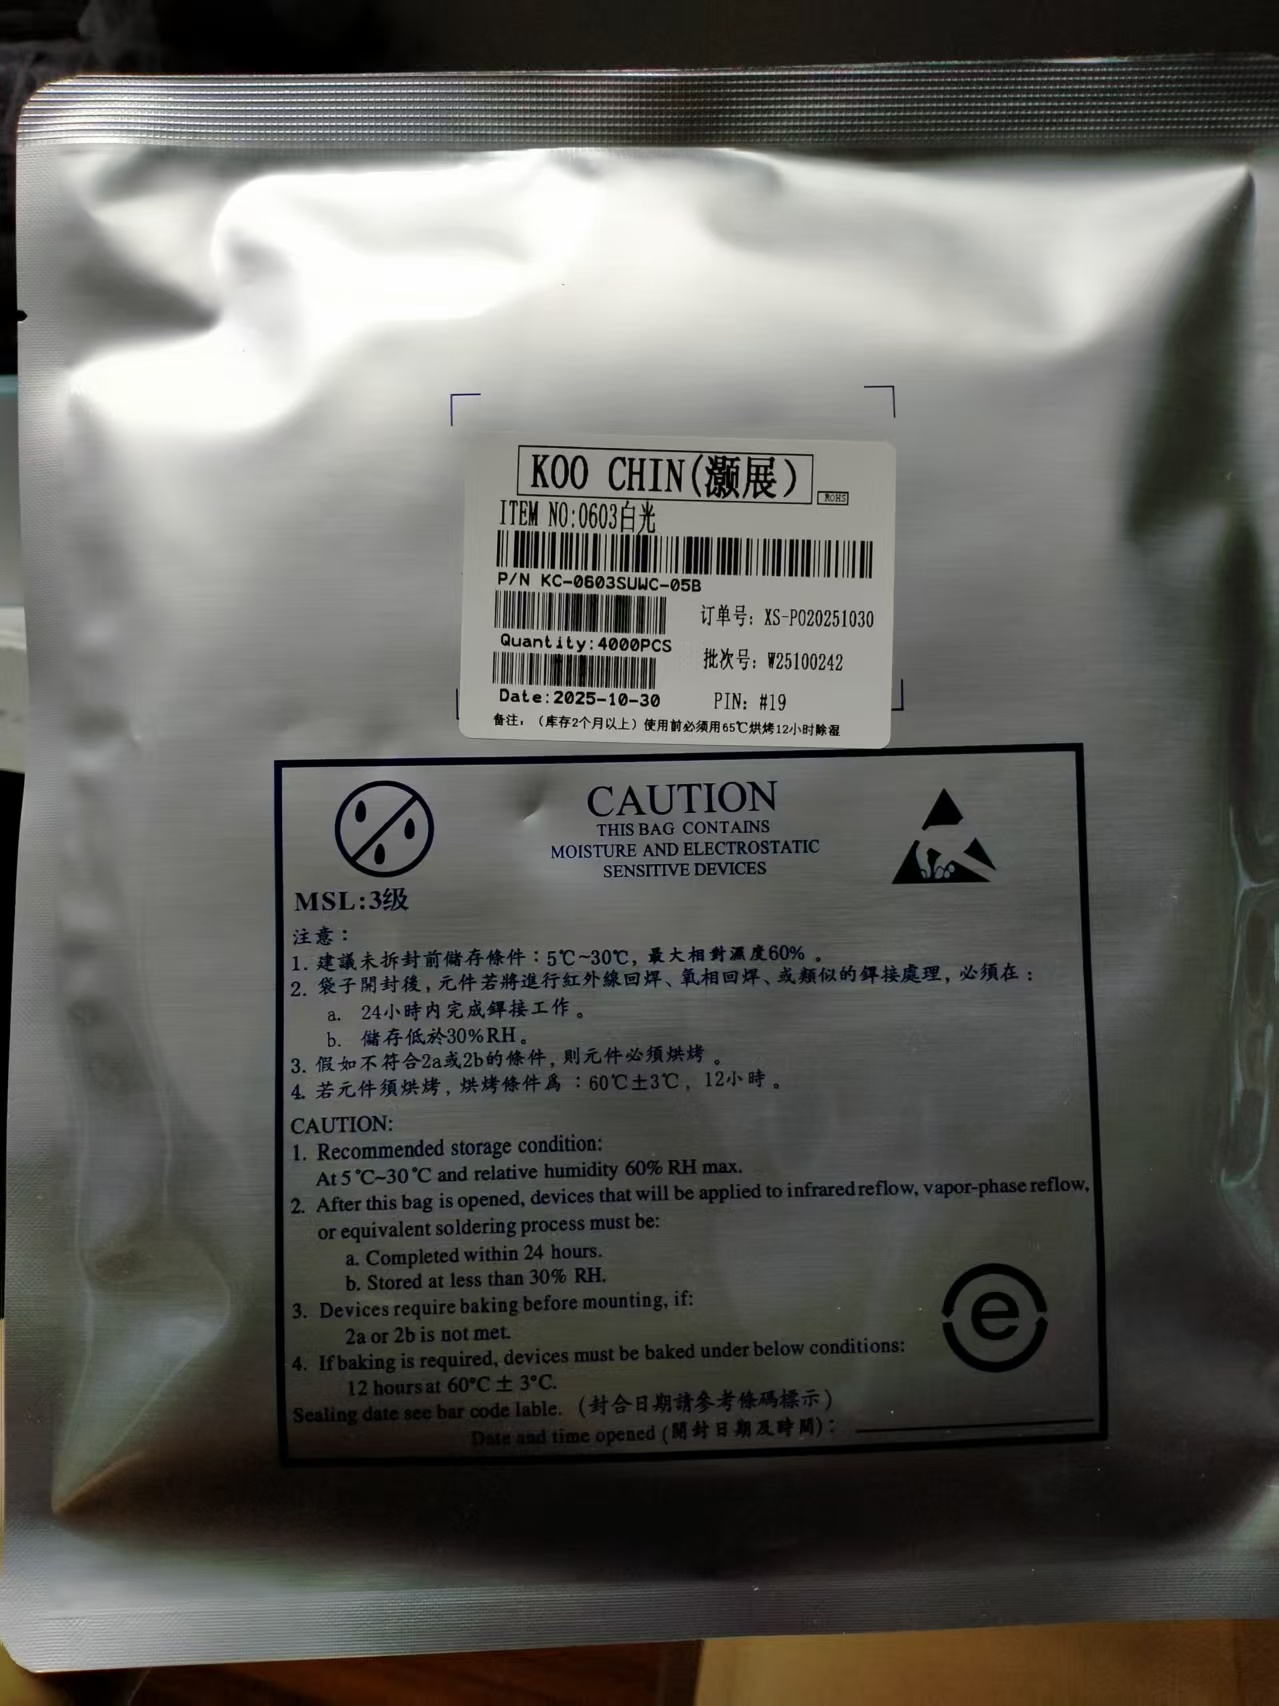 KOO CHIN(灏展)
ROHS
ITEM NO:0603白光
P/N KC-0603SUWC-05B
订单号: XS-PO20251030
Quantity:4000PCS
批次号: W25100242
Date:2025-10-30
PIN: #19
备注,（库存2个月以上）使用前必须用65℃烘烤12小时除湿
CAUTION
THIS BAG CONTAINS
MOISTURE AND ELECTROSTATIC
SENSITIVE DEVICES
MSL:3级
注意：
1. 建議未拆封前儲存條件：5℃~30℃, 最大相對濕度60% 。
2. 袋子開封後, 元件若將進行紅外線回焊、氧相回焊、或類似的銲接處理, 必須在：
a. 24小時内完成銲接工作。
b. 儲存低於30%RH。
3. 假如不符合2a或2b的條件, 則元件必須烘烤 。
4. 若元件須烘烤, 烘烤條件爲 ：60℃±3℃, 12小時 。
CAUTION:
1. Recommended storage condition:
At 5℃~30℃ and relative humidity 60% RH max.
2. After this bag is opened, devices that will be applied to infrared reflow, vapor-phase reflow,
or equivalent soldering process must be:
a. Completed within 24 hours.
b. Stored at less than 30% RH.
3. Devices require baking before mounting, if:
2a or 2b is not met.
4. If baking is required, devices must be baked under below conditions:
12 hours at 60℃ ± 3℃.
Sealing date see bar code lable.（封合日期請參考條碼標示）
Date and time opened (開封日期及時間)：
e